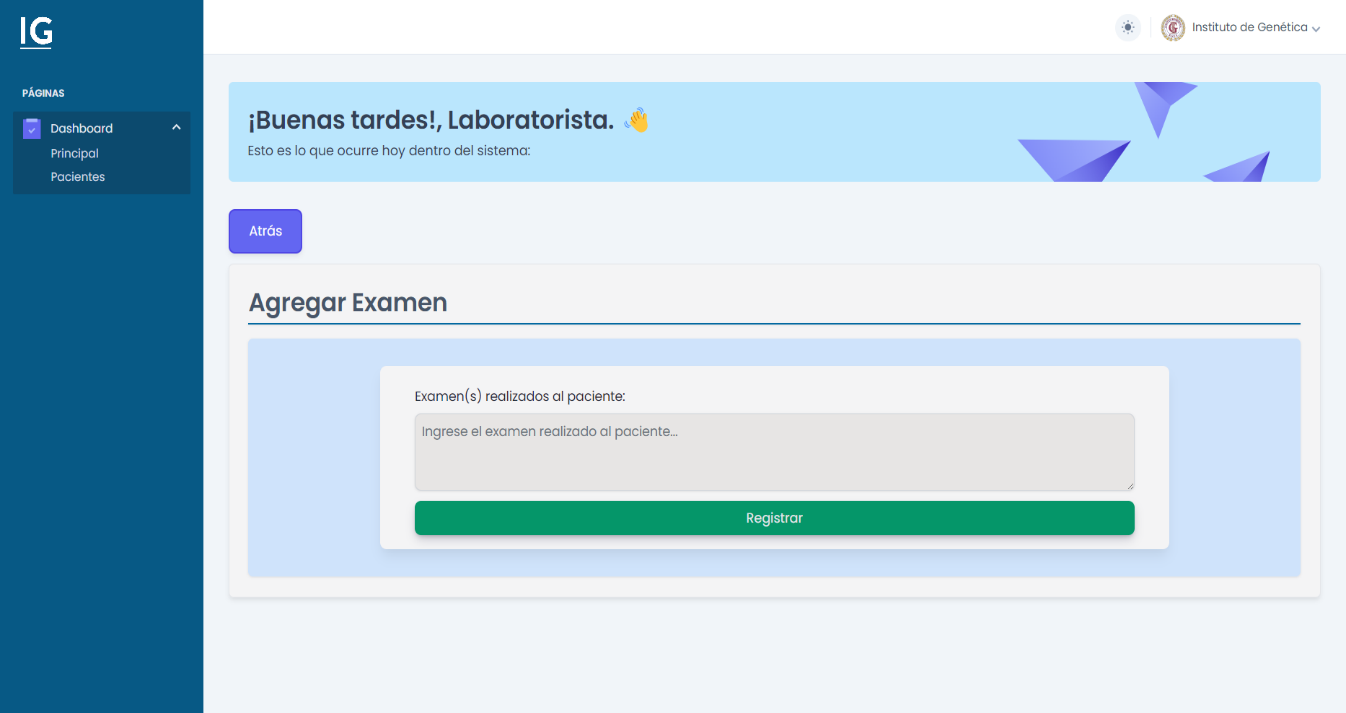 IG
Instituto de Genética
PÁGINAS
Dashboard
Principal
Pacientes
¡Buenas tardes!, Laboratorista. 👋
Esto es lo que ocurre hoy dentro del sistema:
Atrás
Agregar Examen
Examen(s) realizados al paciente:
Ingrese el examen realizado al paciente...
Registrar